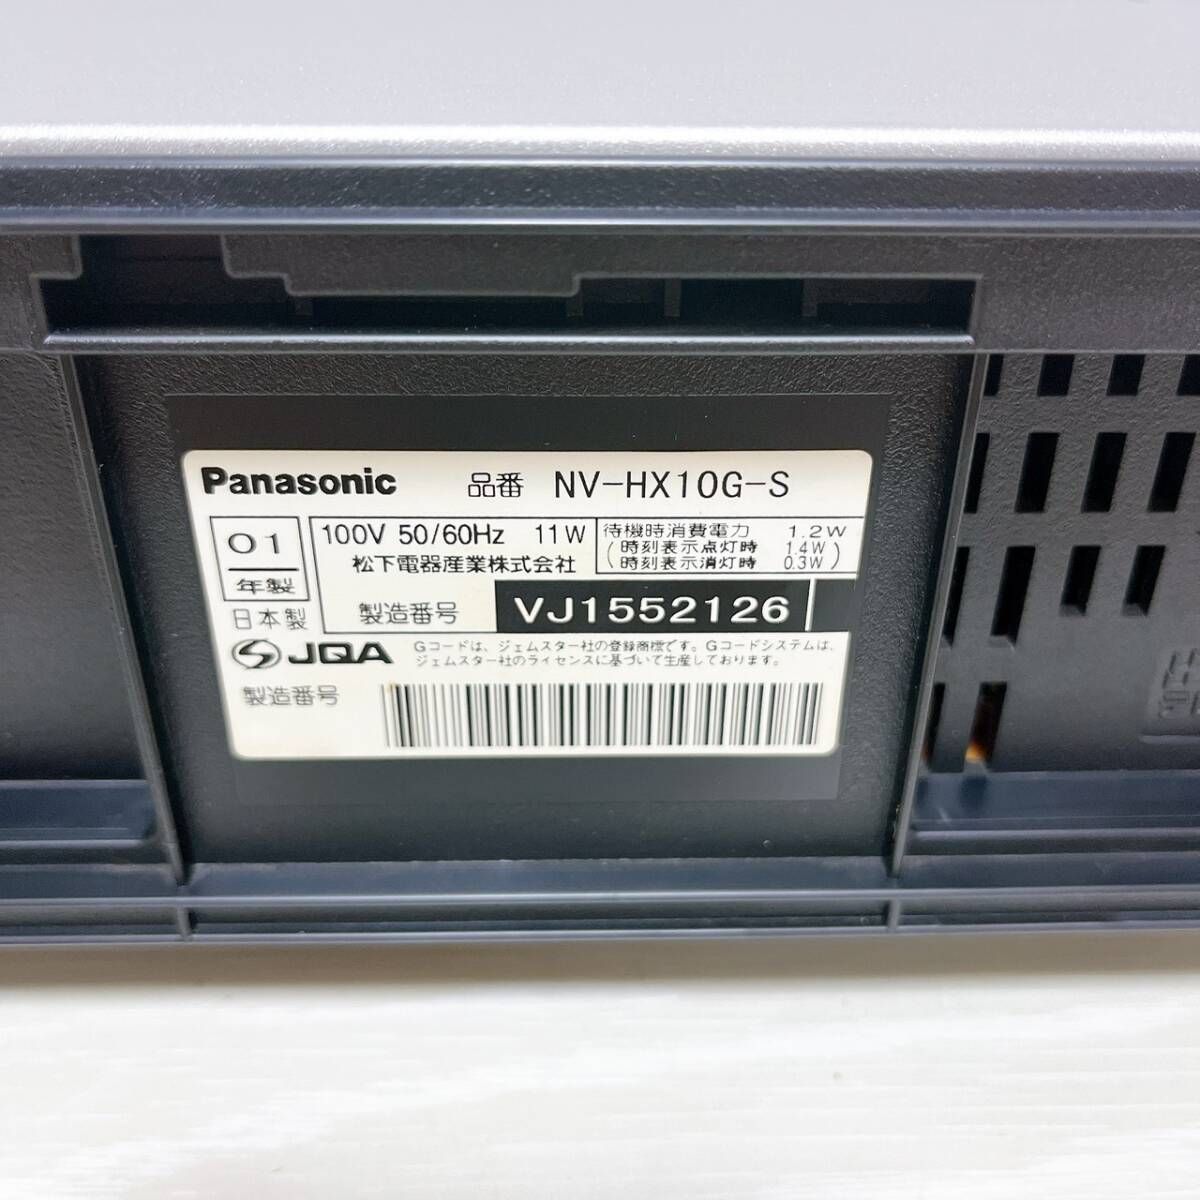 Panasonic 品番 NV-HX10G-S
01
年製
日本製
100V 50/60Hz 11W
松下電器産業株式会社
待機時消費電力 1.2W
(時刻表示点灯時 1.4W)
(時刻表示消灯時 0.3W)
製造番号 VJ1552126
JQA
Gコードは、ジェムスター社の登録商標です。Gコードシステムは、
ジェムスター社のライセンスに基づいて生産しております。
製造番号